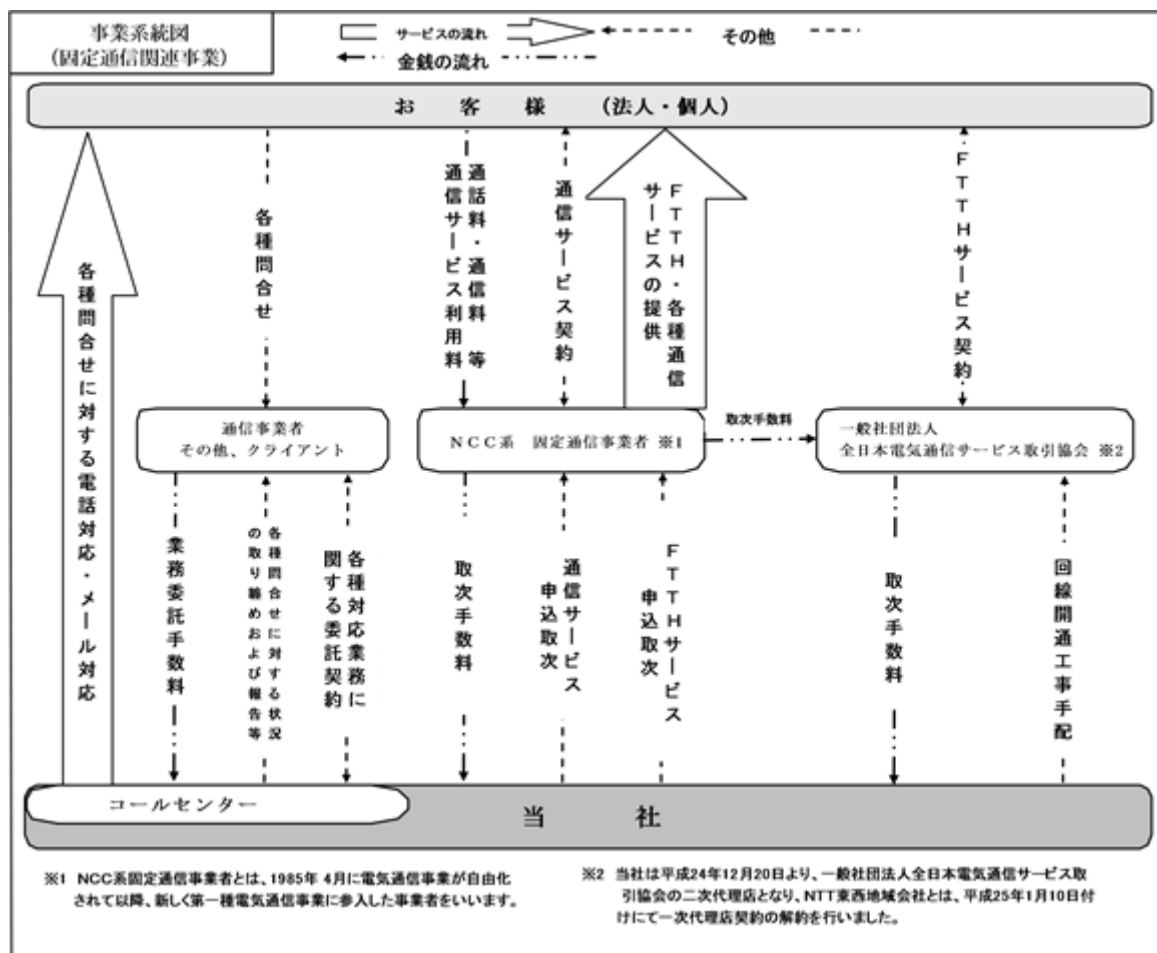 事業系統図
(固定通信関連事業)
サービスの流れ
その他
金銭の流れ
お客様 (法人・個人)
各種問合せに対する電話対応・メール対応
各種問合せ
通話料・通信料 等
通信サービス利用料
通信サービス契約
FTTH・各種通信
サービスの提供
FTTHサービス契約
通信事業者
その他、クライアント
NCC系 固定通信事業者 ※1
取次手数料
一般社団法人
全日本電気通信サービス取引協会 ※2
業務委託手数料
各種問合せに対する状況
の取り纏めおよび報告等
各種対応業務に
関する委託契約
取次手数料
通信サービス
申込取次
FTTHサービス
申込取次
取次手数料
回線開通工事手配
コールセンター
当社
※1 NCC系固定通信事業者とは、1985年 4月に電気通信事業が自由化
されて以降、新しく第一種電気通信事業に参入した事業者をいいます。
※2 当社は平成24年12月20日より、一般社団法人全日本電気通信サービス取
引協会の二次代理店となり、NTT東西地域会社とは、平成25年1月10日付
けにて一次代理店契約の解約を行いました。